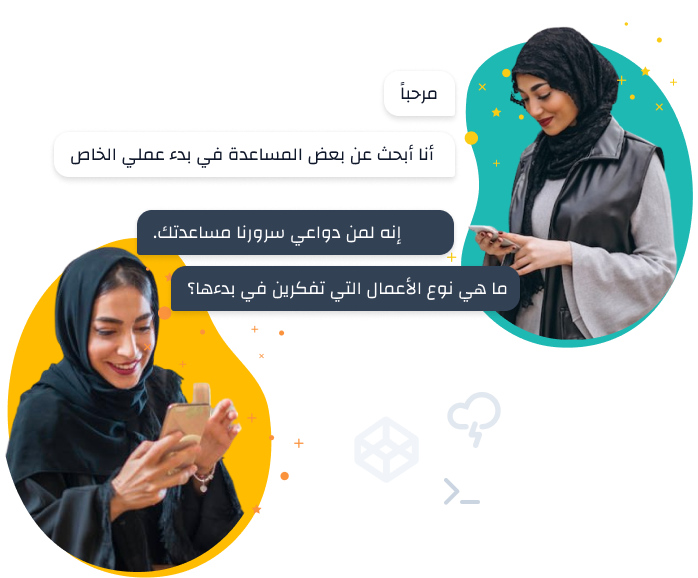 مرحباً
أنا أبحث عن بعض المساعدة في بدء عملي الخاص
إنه لمن دواعي سرورنا مساعدتك.
ما هي نوع الأعمال التي تفكرين في بدءها؟